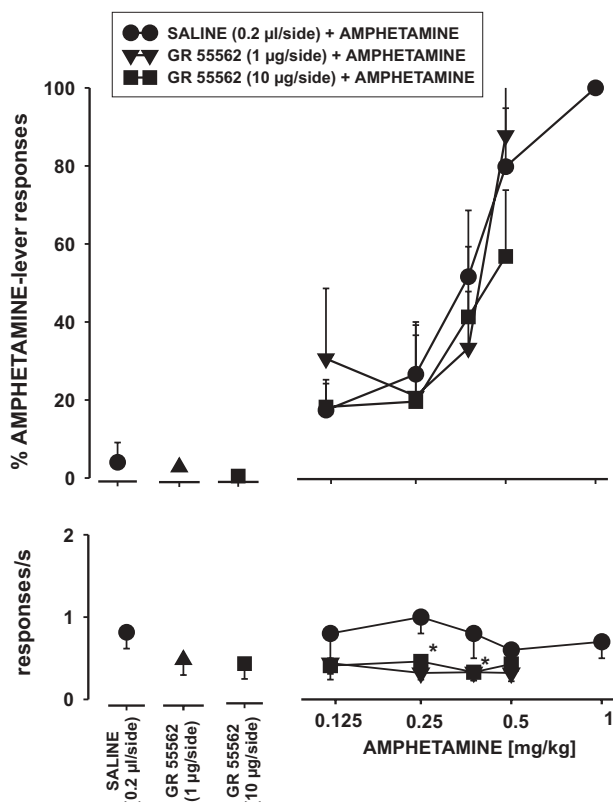 SALINE (0.2 µl/side) + AMPHETAMINE
GR 55562 (1 µg/side) + AMPHETAMINE
GR 55562 (10 µg/side) + AMPHETAMINE
% AMPHETAMINE-lever responses
100
80
60
40
20
0
responses/s
2
1
0
*
*
0.125
0.25
0.5
1
AMPHETAMINE [mg/kg]
SALINE
(0.2 µl/side)
GR 55562
(1 µg/side)
GR 55562
(10 µg/side)